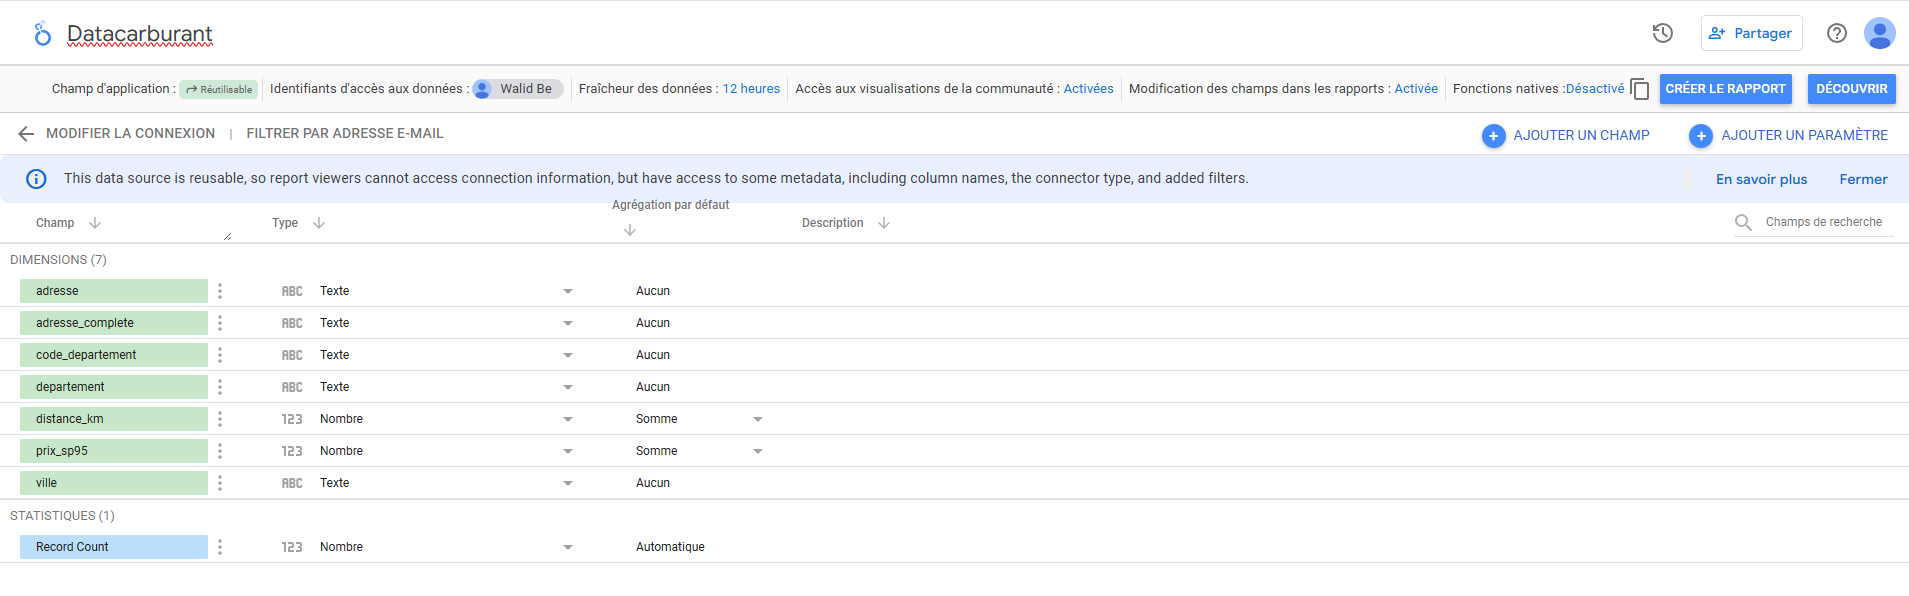 Datacarburant
Partager
Champ d'application : Réutilisable Identifiants d'accès aux données : Walid Be Fraîcheur des données : 12 heures Accès aux visualisations de la communauté : Activées Modification des champs dans les rapports : Activée Fonctions natives :Désactivé CRÉER LE RAPPORT DÉCOUVRIR
MODIFIER LA CONNEXION | FILTRER PAR ADRESSE E-MAIL AJOUTER UN CHAMP AJOUTER UN PARAMÈTRE
This data source is reusable, so report viewers cannot access connection information, but have access to some metadata, including column names, the connector type, and added filters. En savoir plus Fermer
Champ Type Agrégation par défaut Description Champs de recherche
DIMENSIONS (7)
adresse ABC Texte Aucun
adresse_complete ABC Texte Aucun
code_departement ABC Texte Aucun
departement ABC Texte Aucun
distance_km 123 Nombre Somme
prix_sp95 123 Nombre Somme
ville ABC Texte Aucun
STATISTIQUES (1)
Record Count 123 Nombre Automatique